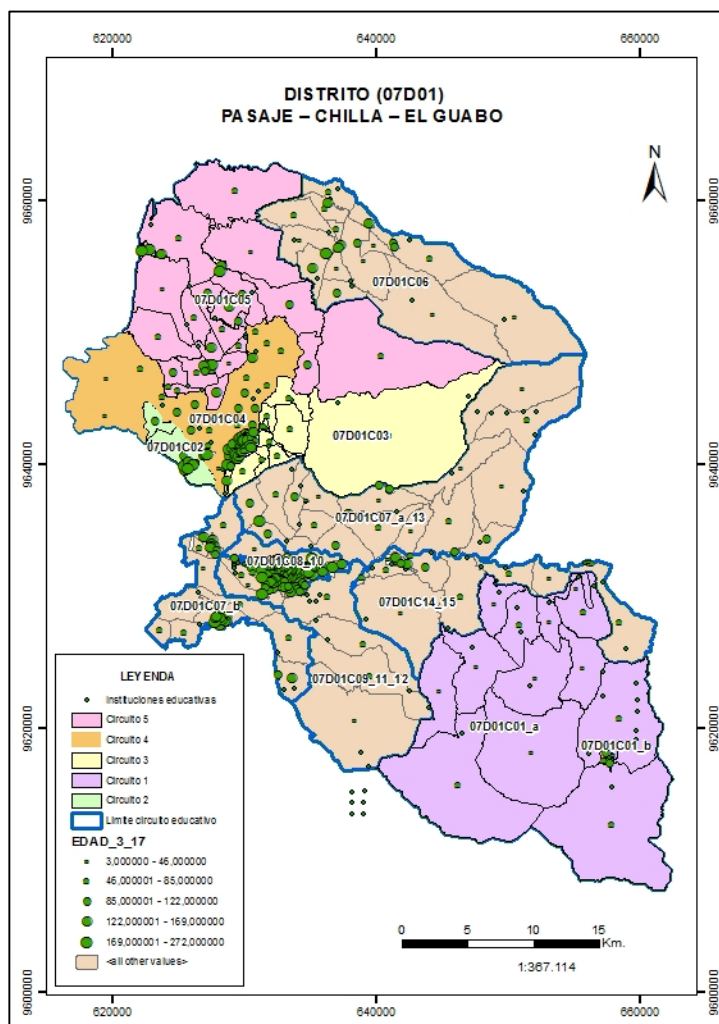 620000 640000 660000
DISTRITO (07D01)
PASAJE – CHILLA – EL GUABO
N
9660000 9660000
07D01C06
07D01C05
07D01C04
07D01C03
07D01C02
9640000 9640000
07D01C07_a_13
07D01C08_10
07D01C07_b
07D01C14_15
07D01C09_11_12
07D01C01_a
07D01C01_b
9620000 9620000
LEYENDA
Instituciones educativas
Circuito 5
Circuito 4
Circuito 3
Circuito 1
Circuito 2
Limite circuito educativo
EDAD_3_17
3,000000 - 46,000000
46,000001 - 85,000000
85,000001 - 122,000000
122,000001 - 169,000000
169,000001 - 272,000000
<all other values>
0 5 10 15
Km.
1:367.114
9600000 9600000
620000 640000 660000